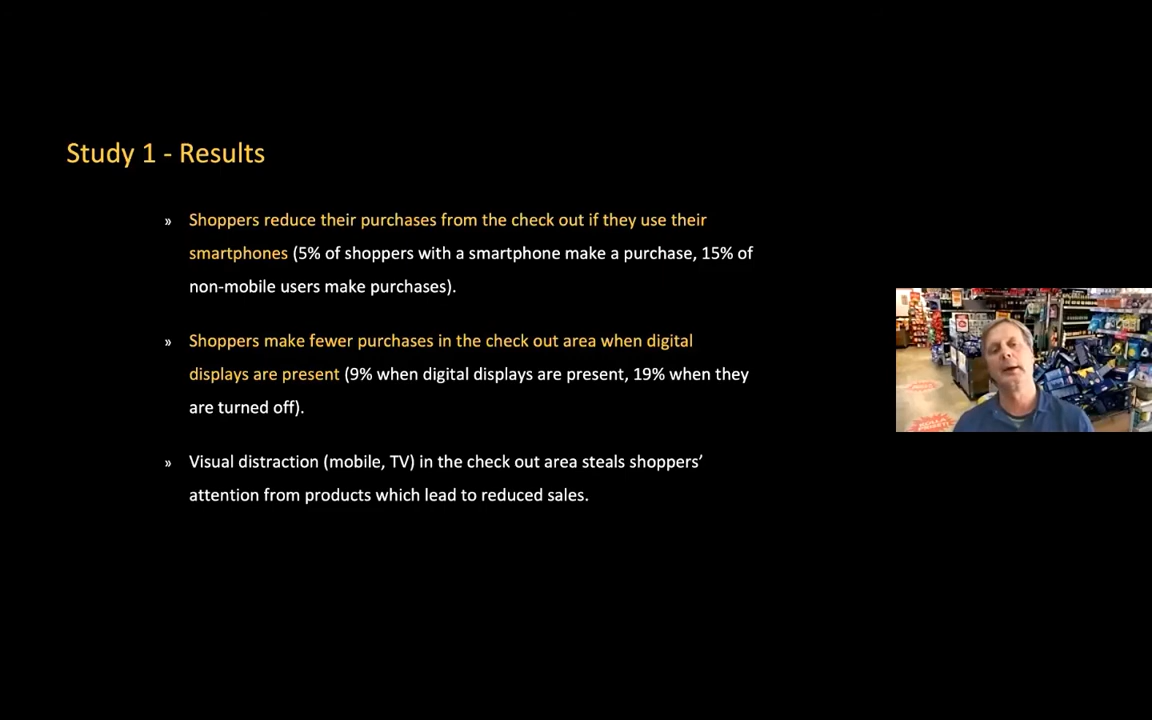 Study 1 - Results
» Shoppers reduce their purchases from the check out if they use their
smartphones (5% of shoppers with a smartphone make a purchase, 15% of
non-mobile users make purchases).
» Shoppers make fewer purchases in the check out area when digital
displays are present (9% when digital displays are present, 19% when they
are turned off).
» Visual distraction (mobile, TV) in the check out area steals shoppers’
attention from products which lead to reduced sales.